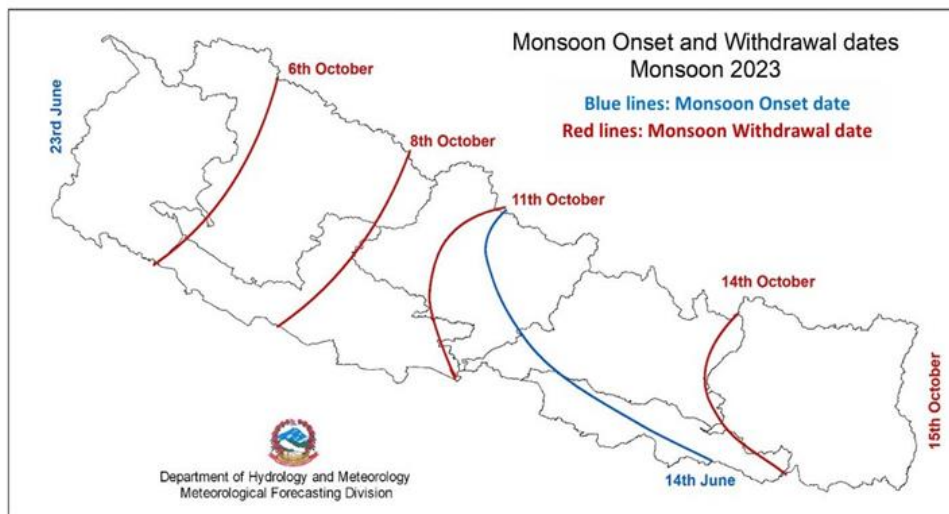 Monsoon Onset and Withdrawal dates
Monsoon 2023
Blue lines: Monsoon Onset date
Red lines: Monsoon Withdrawal date
6th October
23rd June
8th October
11th October
14th October
15th October
14th June
Department of Hydrology and Meteorology
Meteorological Forecasting Division